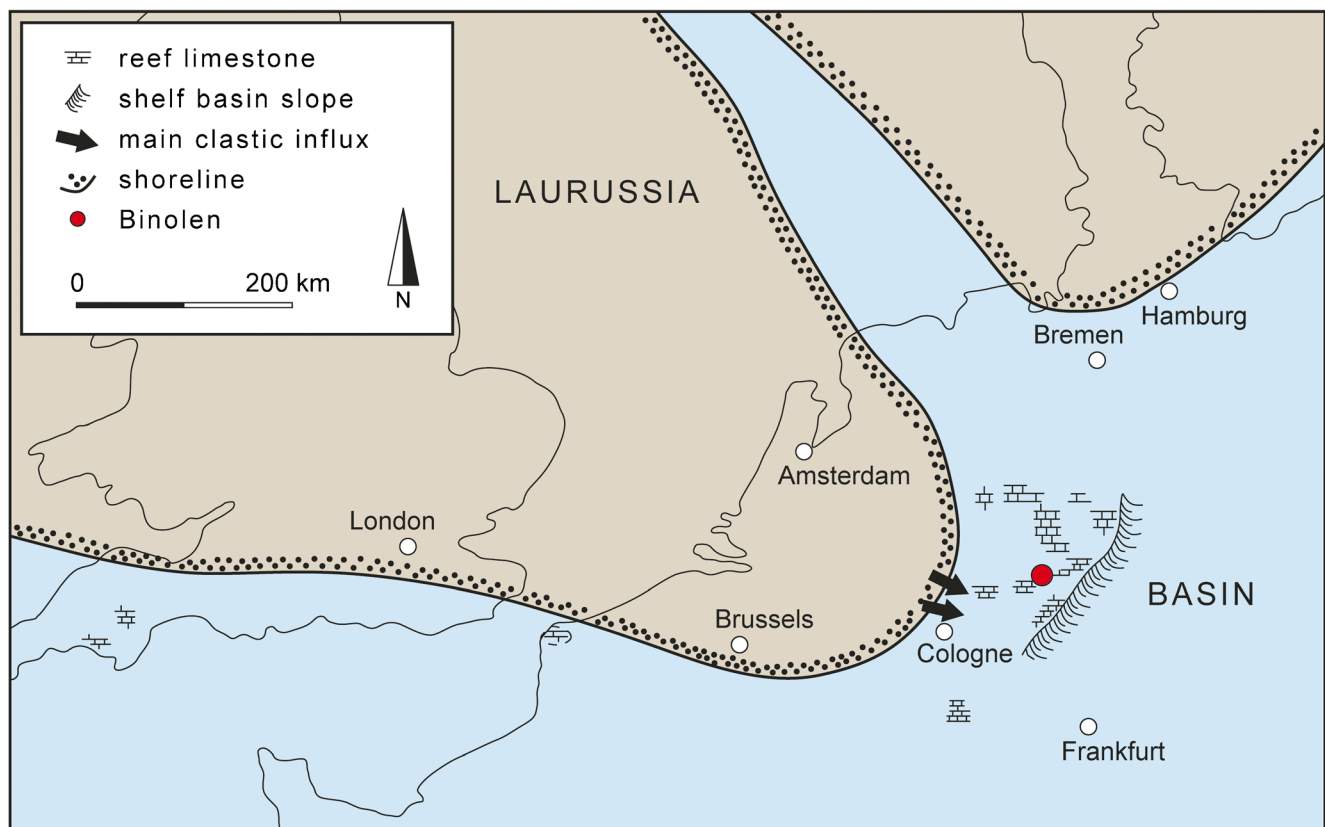 reef limestone
shelf basin slope
main clastic influx
shoreline
Binolen
0 200 km
N
LAURUSSIA
Hamburg
Bremen
Amsterdam
London
BASIN
Brussels
Cologne
Frankfurt